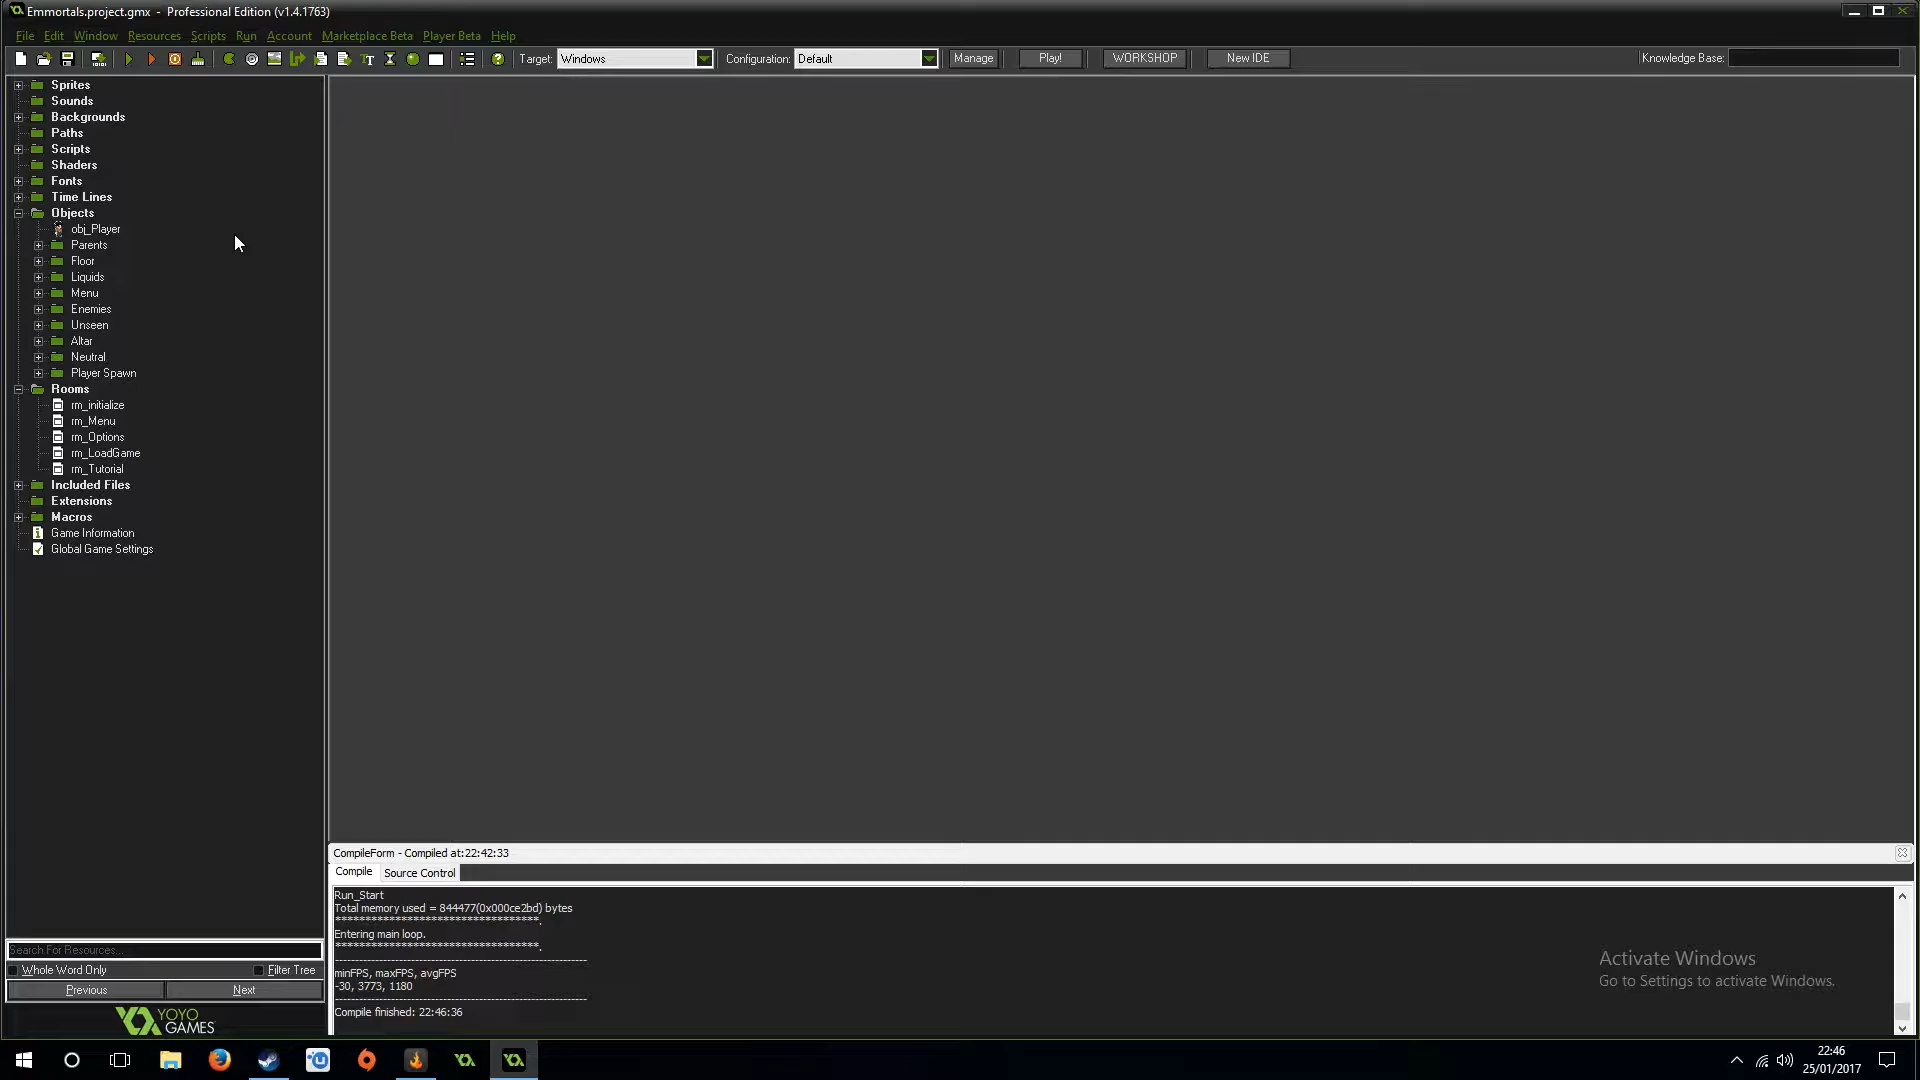 Emmortals.project.gmx - Professional Edition (v1.4.1763)
File Edit Window Resources Scripts Run Account Marketplace Beta Player Beta Help
Target: Windows Configuration: Default Manage Play! WORKSHOP New IDE Knowledge Base:
Sprites
Sounds
Backgrounds
Paths
Scripts
Shaders
Fonts
Time Lines
Objects
obj_Player
Parents
Floor
Liquids
Menu
Enemies
Unseen
Altar
Neutral
Player Spawn
Rooms
rm_initialize
rm_Menu
rm_Options
rm_LoadGame
rm_Tutorial
Included Files
Extensions
Macros
Game Information
Global Game Settings
CompileForm - Compiled at:22:42:33
Compile Source Control
Run_Start
Total memory used = 844477(0x000ce2bd) bytes
**********************************.
Entering main loop.
**********************************.
minFPS, maxFPS, avgFPS
-30, 3773, 1180
Compile finished: 22:46:36
Search For Resources...
Whole Word Only Filter Tree
Previous Next
YOYO
GAMES
Activate Windows
Go to Settings to activate Windows.
22:46
25/01/2017